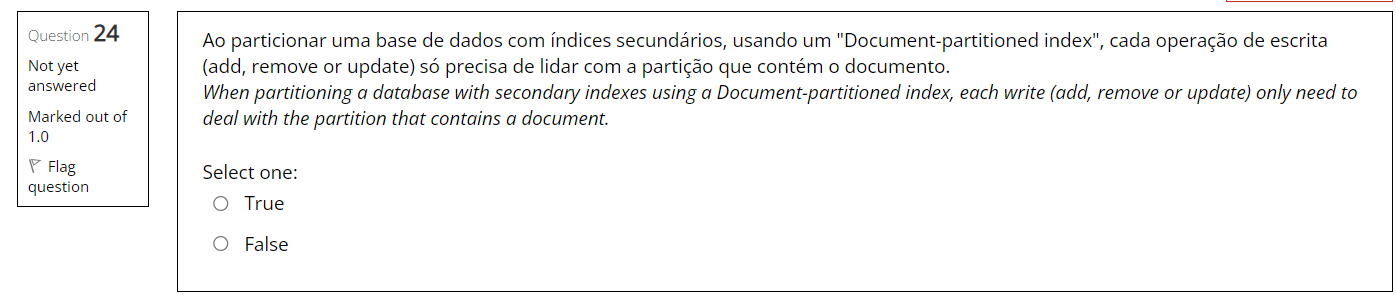 Question 24
Not yet
answered
Marked out of
1.0
Flag
question
Ao particionar uma base de dados com índices secundários, usando um "Document-partitioned index", cada operação de escrita
(add, remove or update) só precisa de lidar com a partição que contém o documento.
When partitioning a database with secondary indexes using a Document-partitioned index, each write (add, remove or update) only need to
deal with the partition that contains a document.
Select one:
True
False